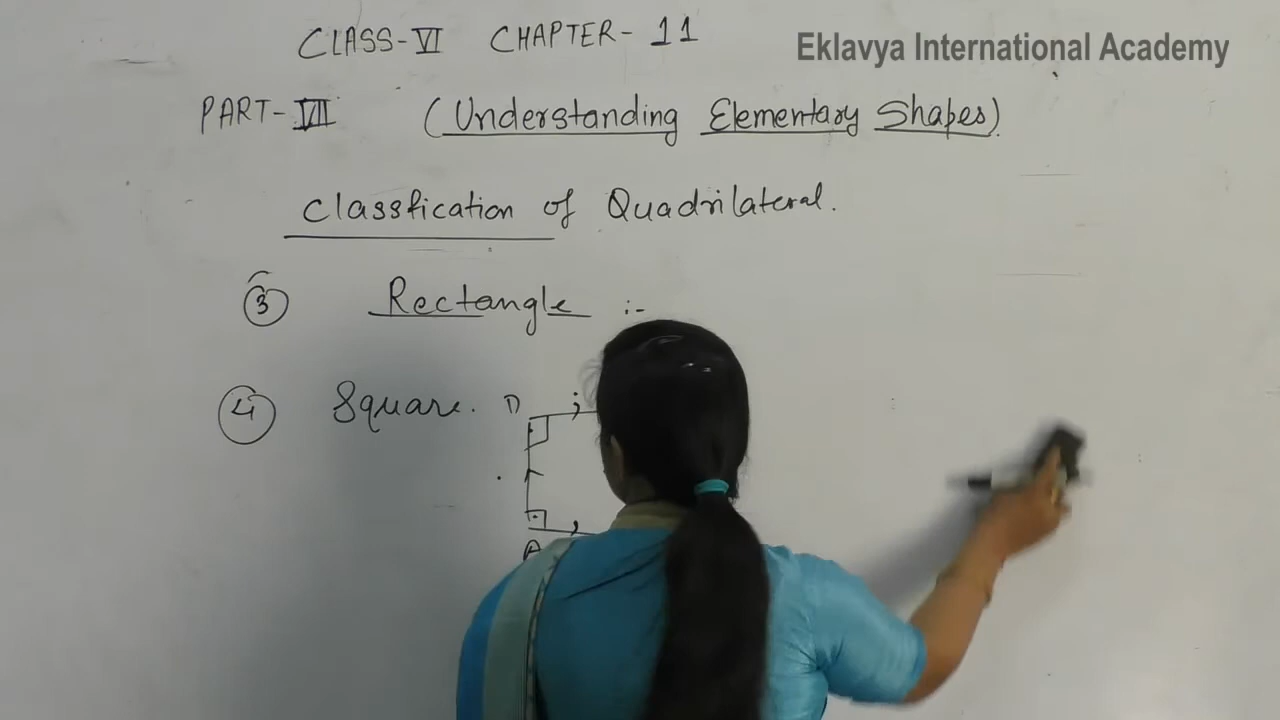 CLASS-VI CHAPTER-11
Eklavya International Academy
PART-VII (Understanding Elementary Shapes)
Classfication of Quadrilateral.
3 Rectangle :-
4 Square. D
A